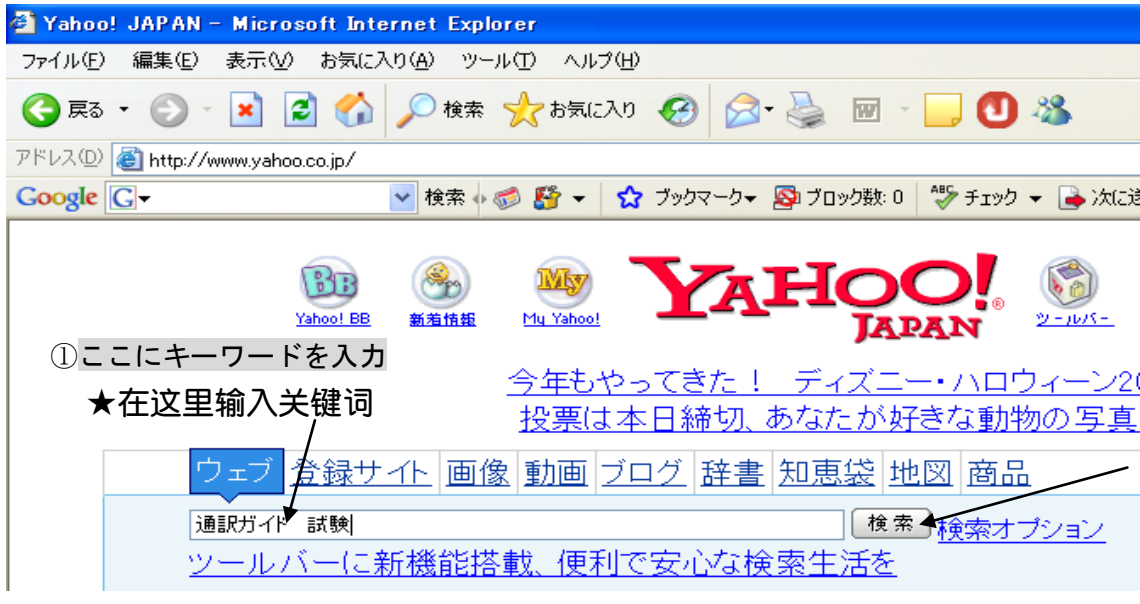 Yahoo! JAPAN - Microsoft Internet Explorer
ファイル(F) 編集(E) 表示(V) お気に入り(A) ツール(T) ヘルプ(H)
戻る 検索 お気に入り
アドレス(D) http://www.yahoo.co.jp/
Google G 検索 ブックマーク ブロック数: 0 ABC チェック 次に送
BB My YAHOO! JAPAN
Yahoo! BB 新着情報 My Yahoo! ツールバー
①ここにキーワードを入力
★在这里输入关键词
今年もやってきた! ディズニー・ハロウィーン20
投票は本日締切、あなたが好きな動物の写真
ウェブ 登録サイト 画像 動画 ブログ 辞書 知恵袋 地図 商品
通訳ガイド 試験 検索 検索オプション
ツールバーに新機能搭載、便利で安心な検索生活を